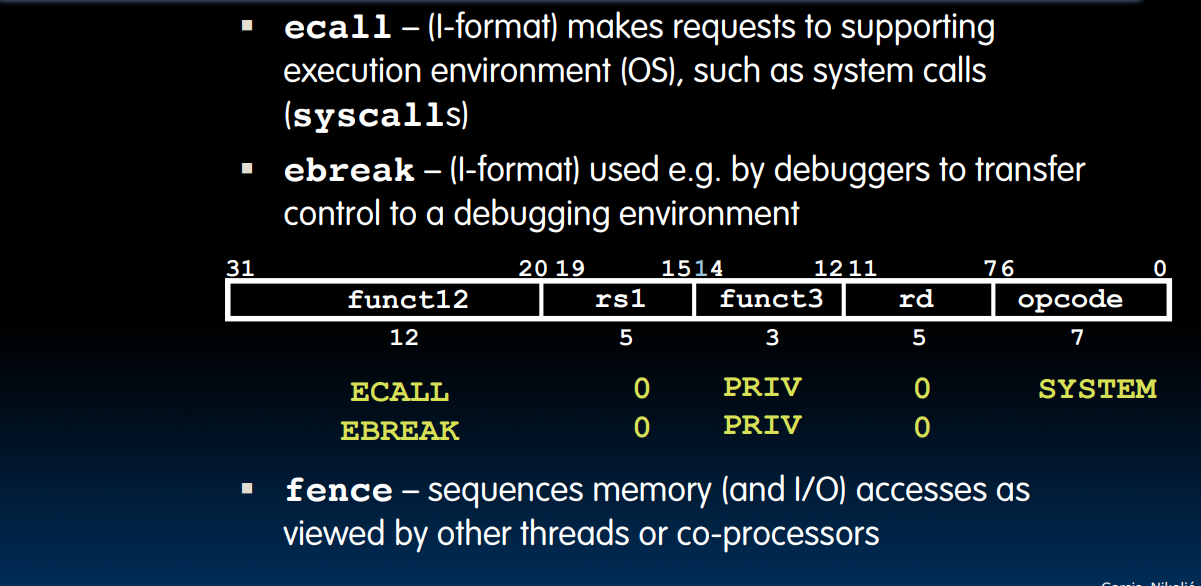 ▪ ecall – (I-format) makes requests to supporting
execution environment (OS), such as system calls
(syscalls)
▪ ebreak – (I-format) used e.g. by debuggers to transfer
control to a debugging environment
31 20 19 15 14 12 11 7 6 0
funct12 rs1 funct3 rd opcode
12 5 3 5 7
ECALL 0 PRIV 0 SYSTEM
EBREAK 0 PRIV 0
▪ fence – sequences memory (and I/O) accesses as
viewed by other threads or co-processors